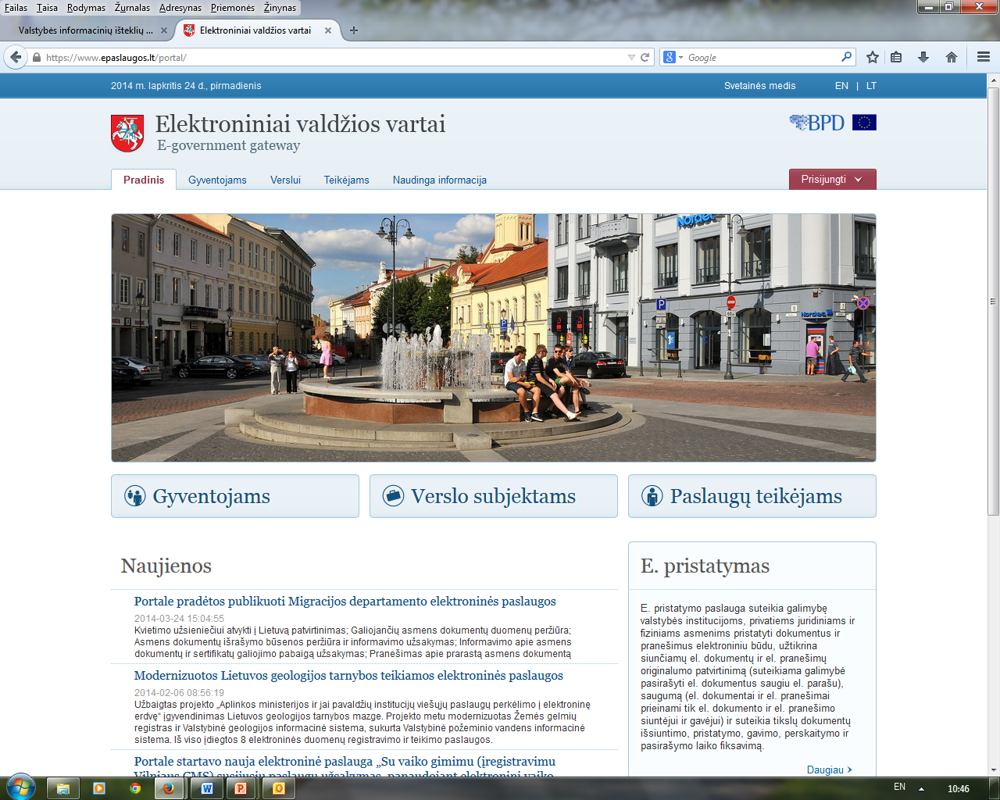 Failas Taisa Rodymas Žurnalas Adresynas Priemonės Žinynas
Valstybės informacinių išteklių ...
Elektroniniai valdžios vartai
https://www.epaslaugos.lt/portal/
Google
2014 m. lapkritis 24 d., pirmadienis
Svetainės medis
EN | LT
Elektroniniai valdžios vartai
E-government gateway
BPD
Pradinis
Gyventojams
Verslui
Teikėjams
Naudinga informacija
Prisijungti
Nordea
P
P
Nordea
Gyventojams
Verslo subjektams
Paslaugų teikėjams
Naujienos
Portale pradėtos publikuoti Migracijos departamento elektroninės paslaugos
2014-03-24 15:04:55
Kvietimo užsieniečiui atvykti į Lietuvą patvirtinimas; Galiojančių asmens dokumentų duomenų peržiūra;
Asmens dokumentų išrašymo būsenos peržiūra ir informavimo užsakymas; Informavimo apie asmens
dokumentų ir sertifikatų galiojimo pabaigą užsakymas; Pranešimas apie prarastą asmens dokumentą
Modernizuotos Lietuvos geologijos tarnybos teikiamos elektroninės paslaugos
2014-02-06 08:56:19
Užbaigtas projekto „Aplinkos ministerijos ir jai pavaldžių institucijų viešųjų paslaugų perkėlimo į elektroninę
erdvę“ įgyvendinimas Lietuvos geologijos tarnybos mazge. Projekto metu modernizuotas Žemės gelmių
registras ir Valstybinė geologijos informacinė sistema, sukurta Valstybinė požeminio vandens informacinė
sistema. Iš viso įdiegtos 8 elektroninės duomenų registravimo ir teikimo paslaugos.
Portale startavo nauja elektroninė paslauga „Su vaiko gimimu (įregistravimu
Vilniaus CMS) susijusių paslaugų užsakymas, panaudojant elektroninį vaiko
E. pristatymas
E. pristatymo paslauga suteikia galimybę
valstybės institucijoms, privatiems juridiniams ir
fiziniams asmenims pristatyti dokumentus ir
pranešimus elektroniniu būdu, užtikrina
siunčiamų el. dokumentų ir el. pranešimų
originalumo patvirtinimą (suteikiama galimybė
pasirašyti el. dokumentus saugiu el. parašu),
saugumą (el. dokumentai ir el. pranešimai
prieinami tik el. dokumento ir el. pranešimo
siuntėjui ir gavėjui) ir suteikia tikslų dokumentų
išsiuntimo, pristatymo, gavimo, perskaitymo ir
pasirašymo laiko fiksavimą.
Daugiau
EN
10:46